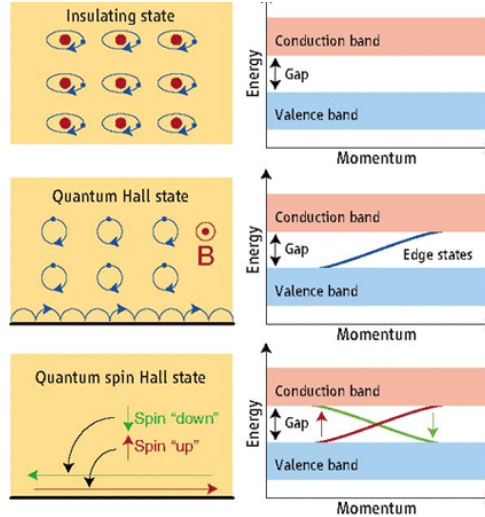 Insulating state
Energy
Conduction band
Gap
Valence band
Momentum
Quantum Hall state
B
Energy
Conduction band
Gap
Edge states
Valence band
Momentum
Quantum spin Hall state
Spin "down"
Spin "up"
Energy
Conduction band
Gap
Valence band
Momentum